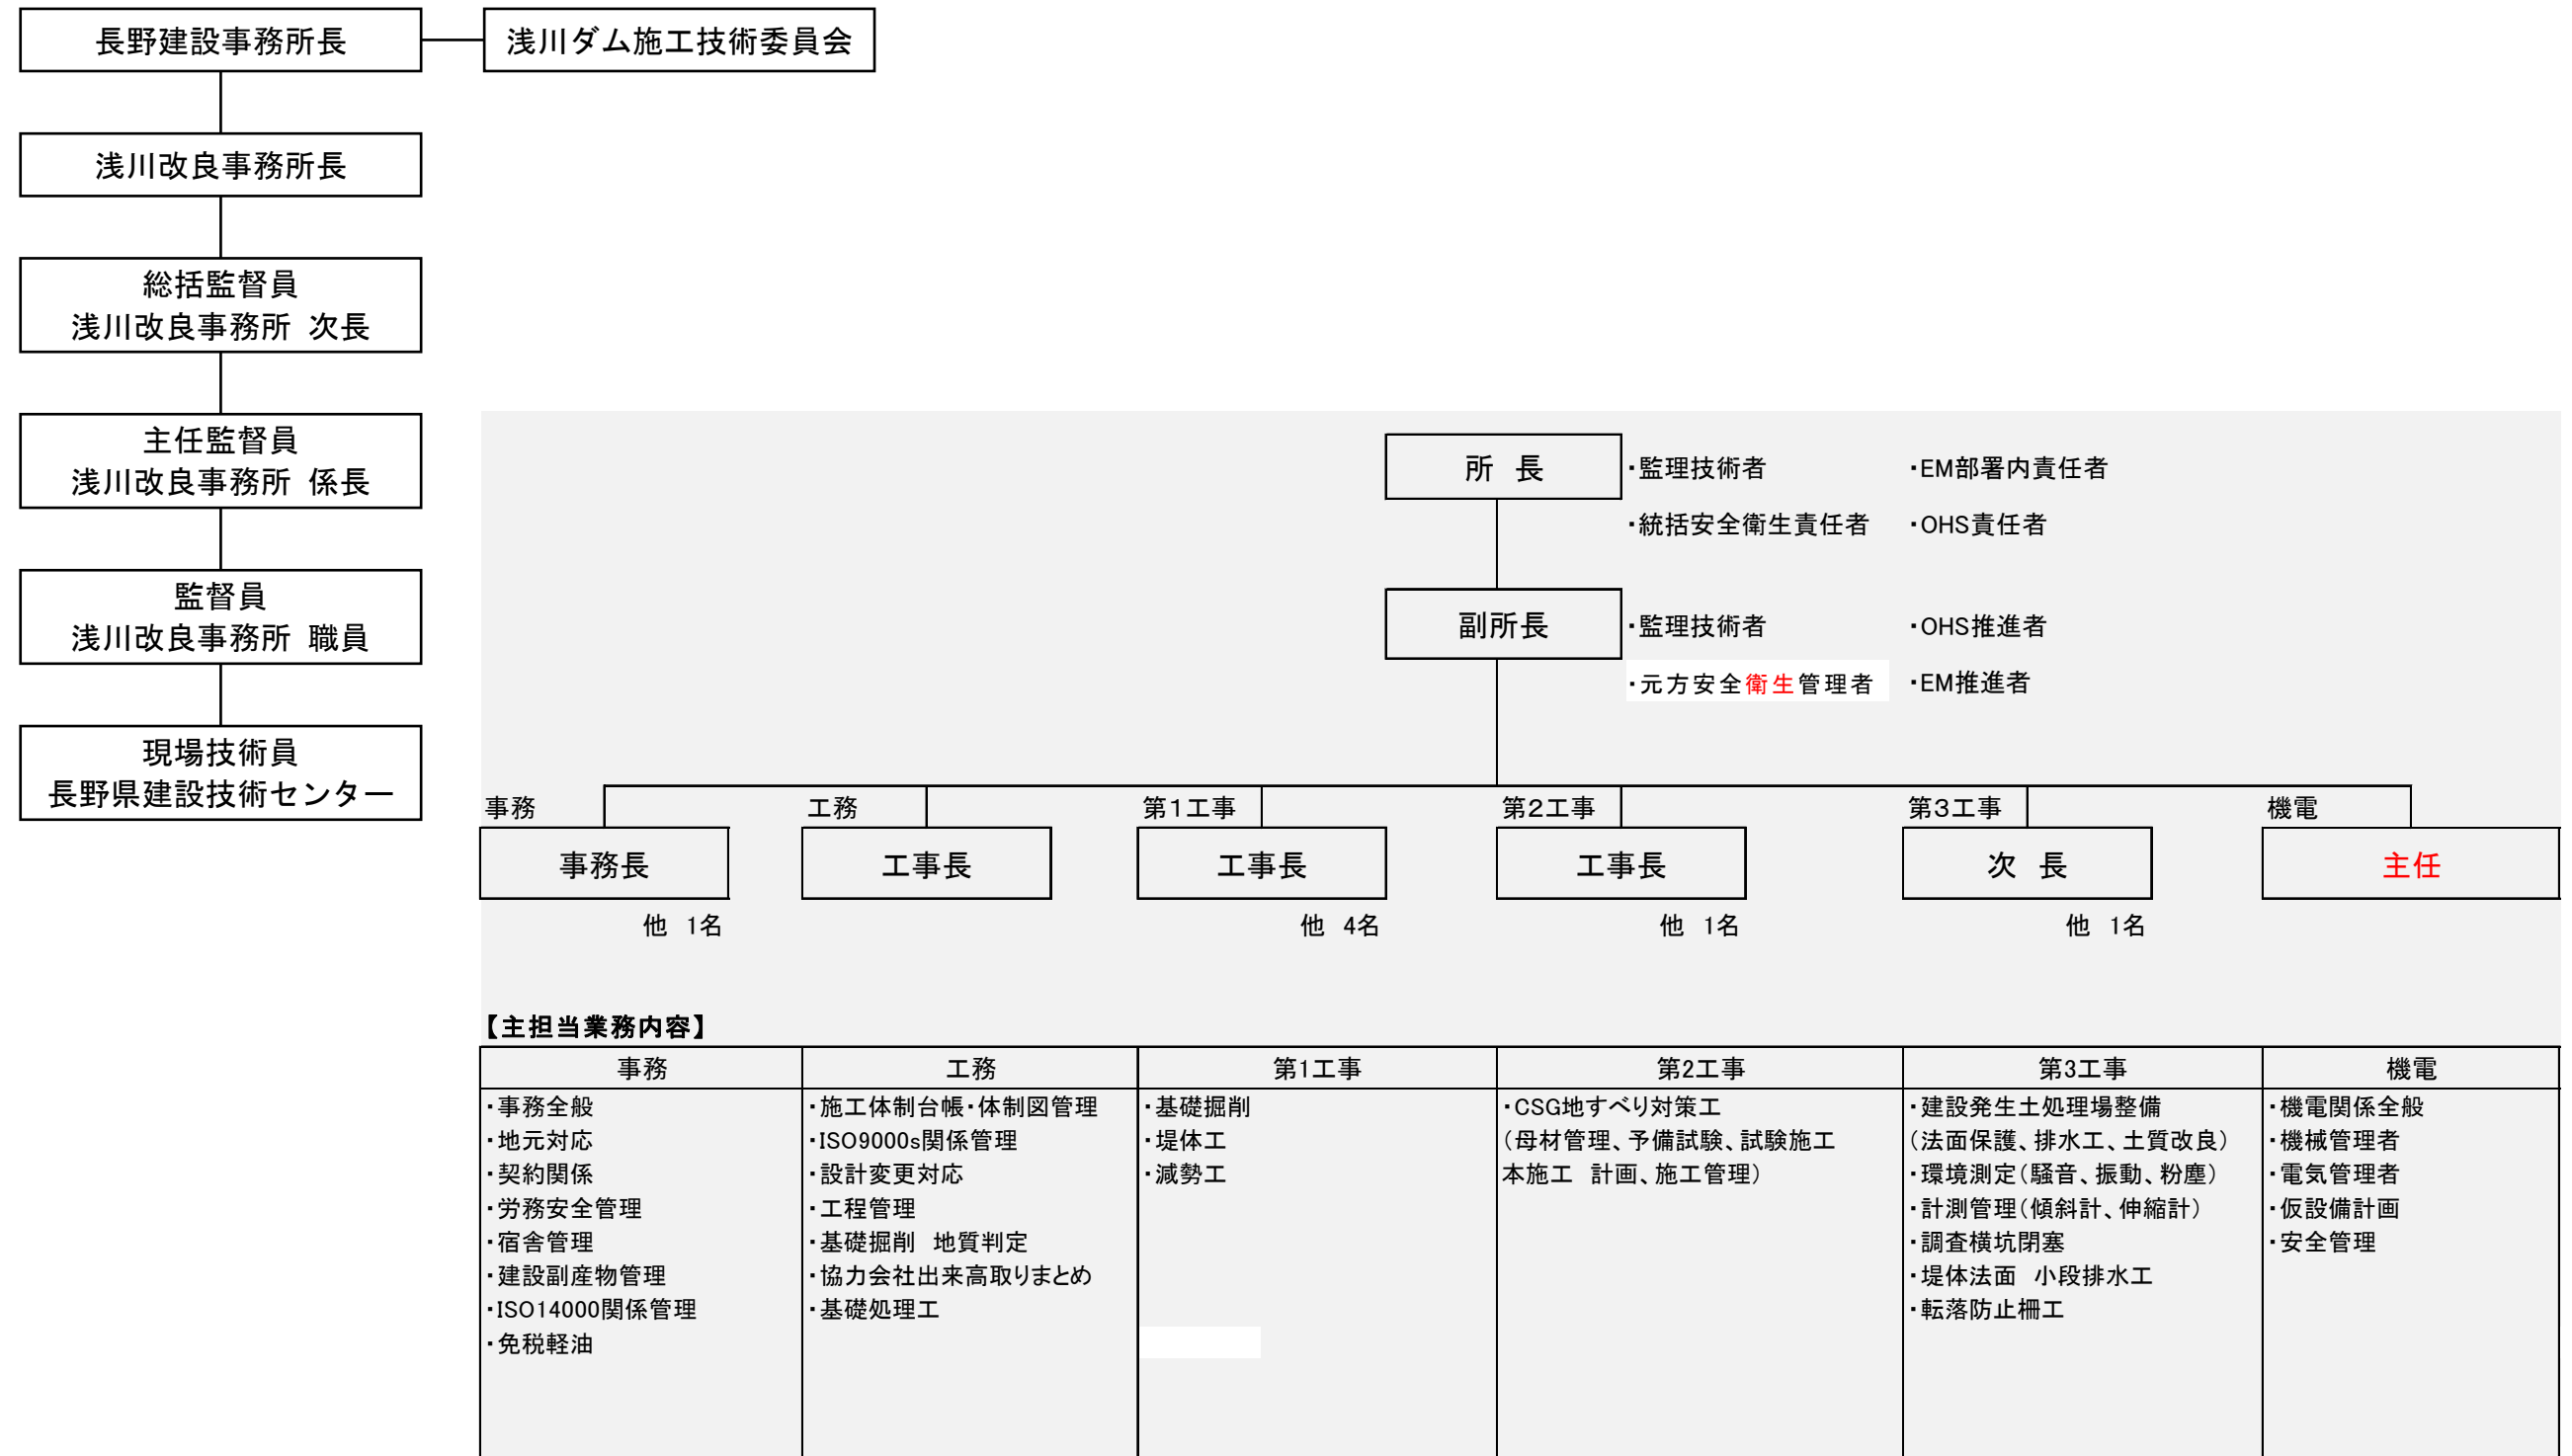 長野建設事務所長
浅川ダム施工技術委員会
浅川改良事務所長
総括監督員
浅川改良事務所 次長
主任監督員
浅川改良事務所 係長
監督員
浅川改良事務所 職員
現場技術員
長野県建設技術センター
所 長
・監理技術者 ・EM部署内責任者
・統括安全衛生責任者 ・OHS責任者
副所長
・監理技術者 ・OHS推進者
・元方安全衛生管理者 ・EM推進者
事務 工務 第1工事 第2工事 第3工事 機電
事務長 工事長 工事長 工事長 次 長 主任
他 1名 他 4名 他 1名 他 1名
【主担当業務内容】
事務
・事務全般
・地元対応
・契約関係
・労務安全管理
・宿舎管理
・建設副産物管理
・ISO14000関係管理
・免税軽油
工務
・施工体制台帳・体制図管理
・ISO9000s関係管理
・設計変更対応
・工程管理
・基礎掘削 地質判定
・協力会社出来高取りまとめ
・基礎処理工
第1工事
・基礎掘削
・堤体工
・減勢工
第2工事
・CSG地すべり対策工
（母材管理、予備試験、試験施工
本施工 計画、施工管理）
第3工事
・建設発生土処理場整備
（法面保護、排水工、土質改良）
・環境測定（騒音、振動、粉塵）
・計測管理（傾斜計、伸縮計）
・調査横坑閉塞
・堤体法面 小段排水工
・転落防止柵工
機電
・機電関係全般
・機械管理者
・電気管理者
・仮設備計画
・安全管理